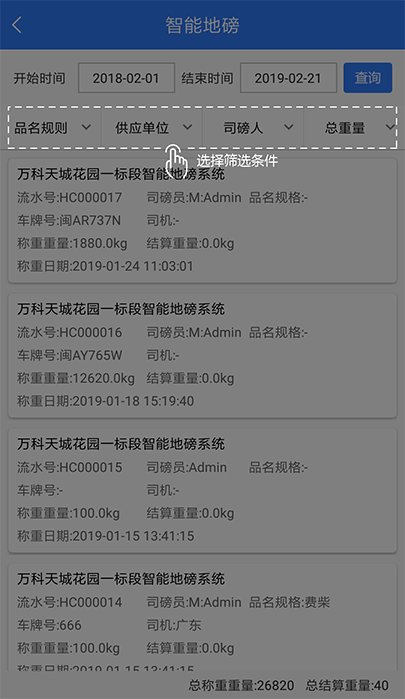 智能地磅
开始时间 2018-02-01 结束时间 2019-02-21 查询
品名规则 供应单位 司磅人 总重量
选择筛选条件
万科天城花园一标段智能地磅系统
流水号:HC000017 司磅员:M:Admin 品名规格:-
车牌号:闽AR737N 司机:-
称重重量:1880.0kg 结算重量:0.0kg
称重日期:2019-01-24 11:03:01
万科天城花园一标段智能地磅系统
流水号:HC000016 司磅员:M:Admin 品名规格:-
车牌号:闽AY765W 司机:-
称重重量:12620.0kg 结算重量:0.0kg
称重日期:2019-01-18 15:19:40
万科天城花园一标段智能地磅系统
流水号:HC000015 司磅员:Admin 品名规格:-
车牌号:- 司机:-
称重重量:100.0kg 结算重量:0.0kg
称重日期:2019-01-15 13:41:15
万科天城花园一标段智能地磅系统
流水号:HC000014 司磅员:M:Admin 品名规格:费柴
车牌号:666 司机:广东
称重重量:100.0kg 结算重量:0.0kg
称重日期:2019-01-15 13:41:15
总称重重量:26820 总结算重量:40